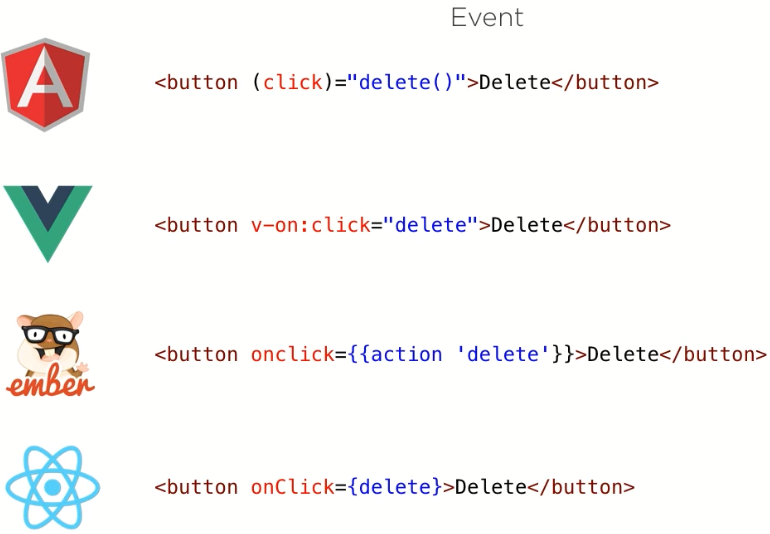 Event
<button (click)="delete()">Delete</button>
<button v-on:click="delete">Delete</button>
<button onclick={{action 'delete'}}>Delete</button>
ember
<button onClick={delete}>Delete</button>